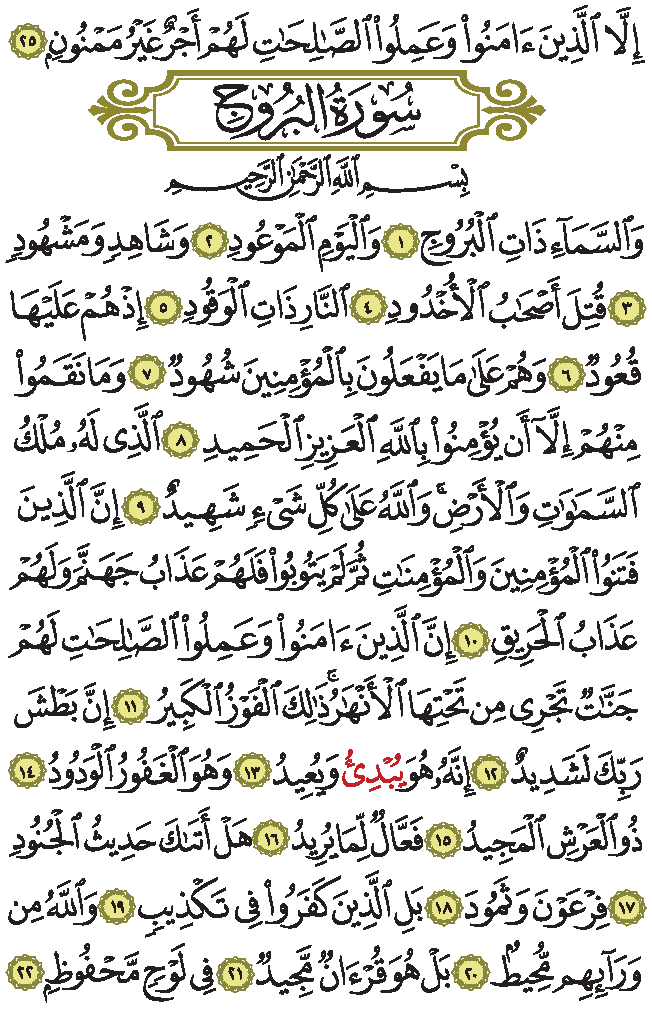 إِلَّا ٱلَّذِينَ ءَامَنُوا۟ وَعَمِلُوا۟ ٱلصَّٰلِحَٰتِ لَهُمْ أَجْرٌ غَيْرُ مَمْنُونٍۭ ٢٥
سُورَةُ الْبُرُوجِ
بِسْمِ ٱللَّهِ ٱلرَّحْمَٰنِ ٱلرَّحِيمِ
وَٱلسَّمَآءِ ذَاتِ ٱلْبُرُوجِ ١ وَٱلْيَوْمِ ٱلْمَوْعُودِ ٢ وَشَاهِدٍ وَمَشْهُودٍ
٣ قُتِلَ أَصْحَٰبُ ٱلْأُخْدُودِ ٤ ٱلنَّارِ ذَاتِ ٱلْوَقُودِ ٥ إِذْ هُمْ عَلَيْهَا
قُعُودٌ ٦ وَهُمْ عَلَىٰ مَا يَفْعَلُونَ بِٱلْمُؤْمِنِينَ شُهُودٌ ٧ وَمَا نَقَمُوا۟
مِنْهُمْ إِلَّآ أَن يُؤْمِنُوا۟ بِٱللَّهِ ٱلْعَزِيزِ ٱلْحَمِيدِ ٨ ٱلَّذِى لَهُۥ مُلْكُ
ٱلسَّمَٰوَٰتِ وَٱلْأَرْضِ ۚ وَٱللَّهُ عَلَىٰ كُلِّ شَىْءٍ شَهِيدٌ ٩ إِنَّ ٱلَّذِينَ
فَتَنُوا۟ ٱلْمُؤْمِنِينَ وَٱلْمُؤْمِنَٰتِ ثُمَّ لَمْ يَتُوبُوا۟ فَلَهُمْ عَذَابُ جَهَنَّمَ وَلَهُمْ
عَذَابُ ٱلْحَرِيقِ ١٠ إِنَّ ٱلَّذِينَ ءَامَنُوا۟ وَعَمِلُوا۟ ٱلصَّٰلِحَٰتِ لَهُمْ
جَنَّٰتٌ تَجْرِى مِن تَحْتِهَا ٱلْأَنْهَٰرُ ۚ ذَٰلِكَ ٱلْفَوْزُ ٱلْكَبِيرُ ١١ إِنَّ بَطْشَ
رَبِّكَ لَشَدِيدٌ ١٢ إِنَّهُۥ هُوَ يُبْدِئُ وَيُعِيدُ ١٣ وَهُوَ ٱلْغَفُورُ ٱلْوَدُودُ ١٤
ذُو ٱلْعَرْشِ ٱلْمَجِيدُ ١٥ فَعَّالٌ لِّمَا يُرِيدُ ١٦ هَلْ أَتَىٰكَ حَدِيثُ ٱلْجُنُودِ
١٧ فِرْعَوْنَ وَثَمُودَ ١٨ بَلِ ٱلَّذِينَ كَفَرُوا۟ فِى تَكْذِيبٍ ١٩ وَٱللَّهُ مِن
وَرَآئِهِم مُّحِيطٌۢ ٢٠ بَلْ هُوَ قُرْءَانٌ مَّجِيدٌ ٢١ فِى لَوْحٍ مَّحْفُوظٍۭ ٢٢